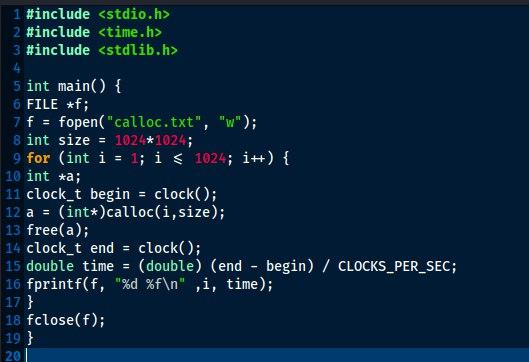 1 #include <stdio.h>
2 #include <time.h>
3 #include <stdlib.h>
4
5 int main() {
6 FILE *f;
7 f = fopen("calloc.txt", "w");
8 int size = 1024*1024;
9 for (int i = 1; i <= 1024; i++) {
10 int *a;
11 clock_t begin = clock();
12 a = (int*)calloc(i,size);
13 free(a);
14 clock_t end = clock();
15 double time = (double) (end - begin) / CLOCKS_PER_SEC;
16 fprintf(f, "%d %f\n" ,i, time);
17 }
18 fclose(f);
19 }
20